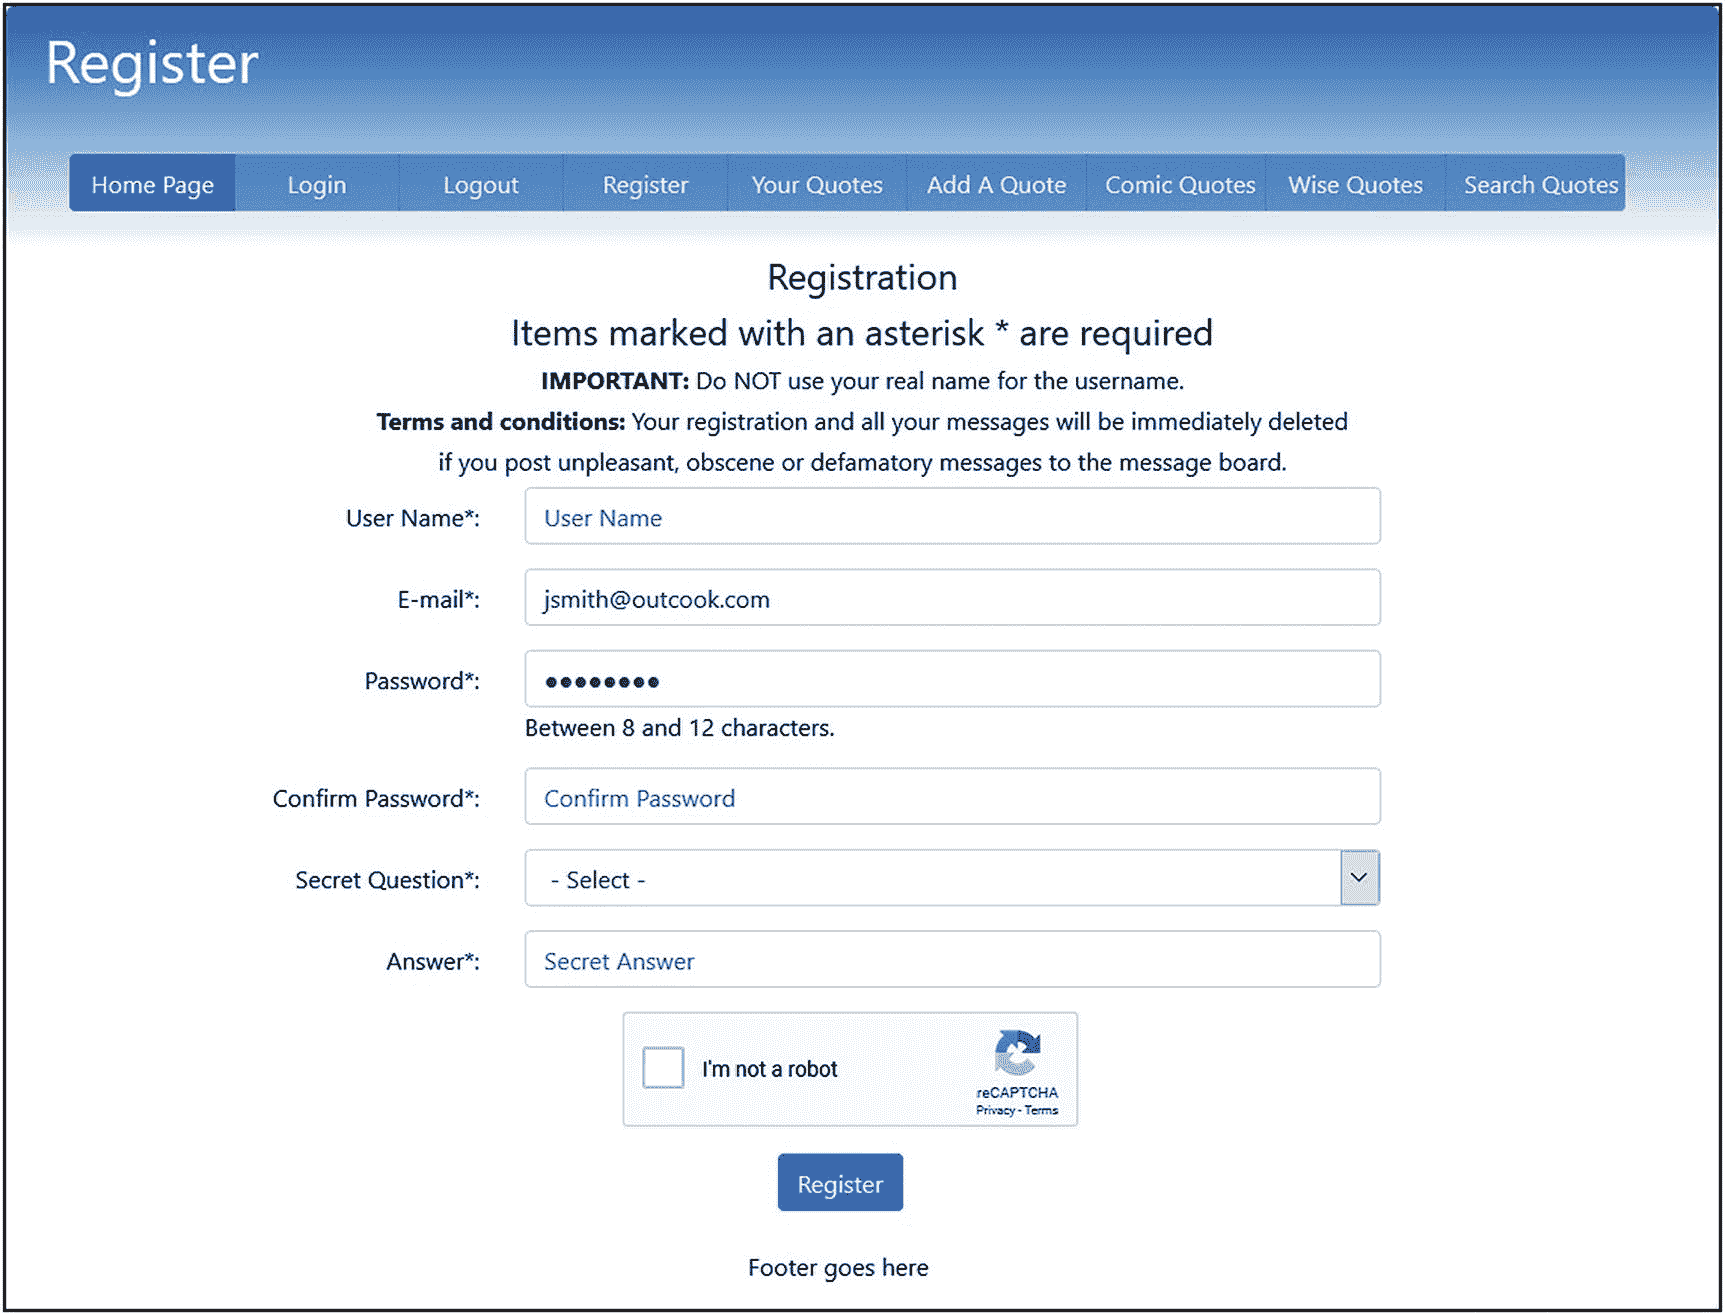 Register
Home Page Login Logout Register Your Quotes Add A Quote Comic Quotes Wise Quotes Search Quotes
Registration
Items marked with an asterisk * are required
IMPORTANT: Do NOT use your real name for the username.
Terms and conditions: Your registration and all your messages will be immediately deleted
if you post unpleasant, obscene or defamatory messages to the message board.
User Name*: User Name
E-mail*: jsmith@outcook.com
Password*: ●●●●●●●●
Between 8 and 12 characters.
Confirm Password*: Confirm Password
Secret Question*: - Select -
Answer*: Secret Answer
I'm not a robot
reCAPTCHA
Privacy - Terms
Register
Footer goes here